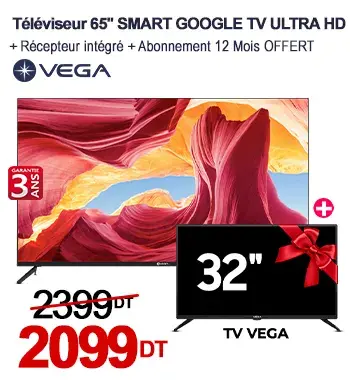 Téléviseur 65" SMART GOOGLE TV ULTRA HD
+ Récepteur intégré + Abonnement 12 Mois OFFERT
VEGA
GARANTIE
3 ANS
+
32"
TV VEGA
2399DT
2099DT